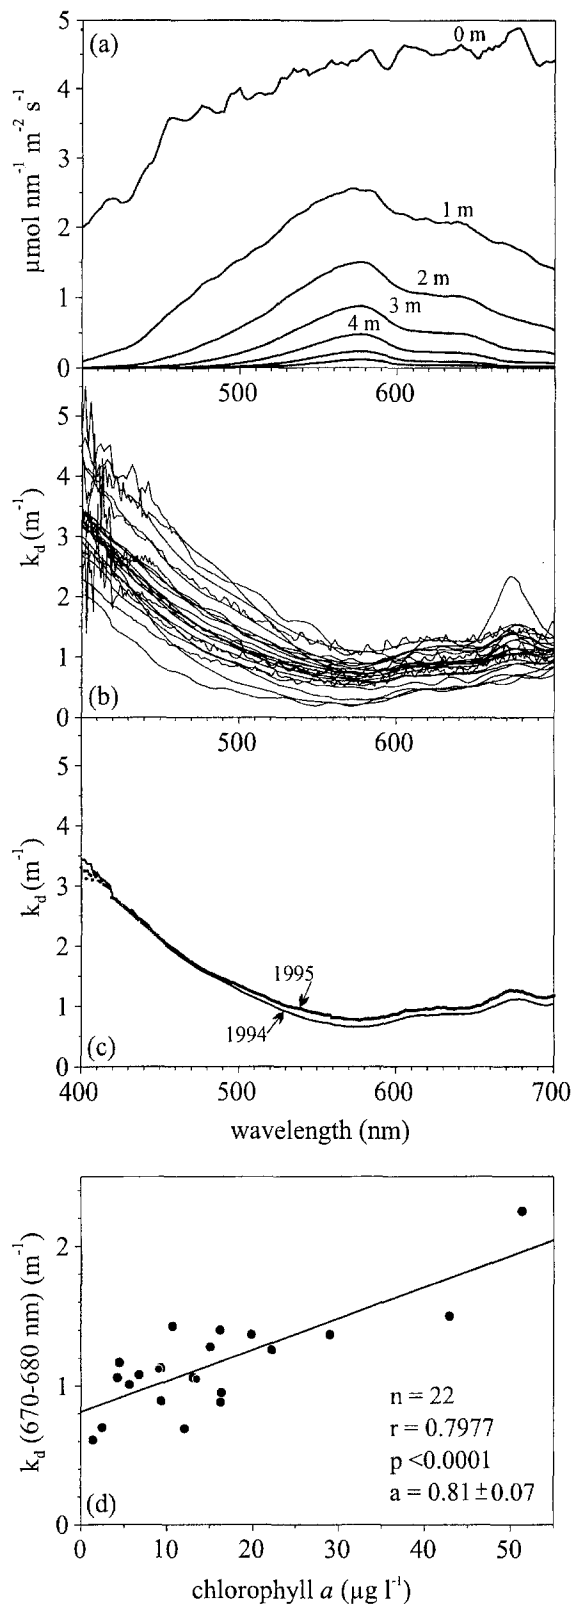 (a)
0 m
1 m
2 m
3 m
4 m
5
4
3
2
1
0
µmol nm⁻¹ m⁻² s⁻¹
500
600
(b)
5
4
3
2
1
0
k_d (m⁻¹)
500
600
(c)
5
4
3
2
1
0
k_d (m⁻¹)
1995
1994
400
500
600
700
wavelength (nm)
2
1
0
k_d (670-680 nm) (m⁻¹)
n = 22
r = 0.7977
p <0.0001
a = 0.81±0.07
(d)
0
10
20
30
40
50
chlorophyll a (µg l⁻¹)